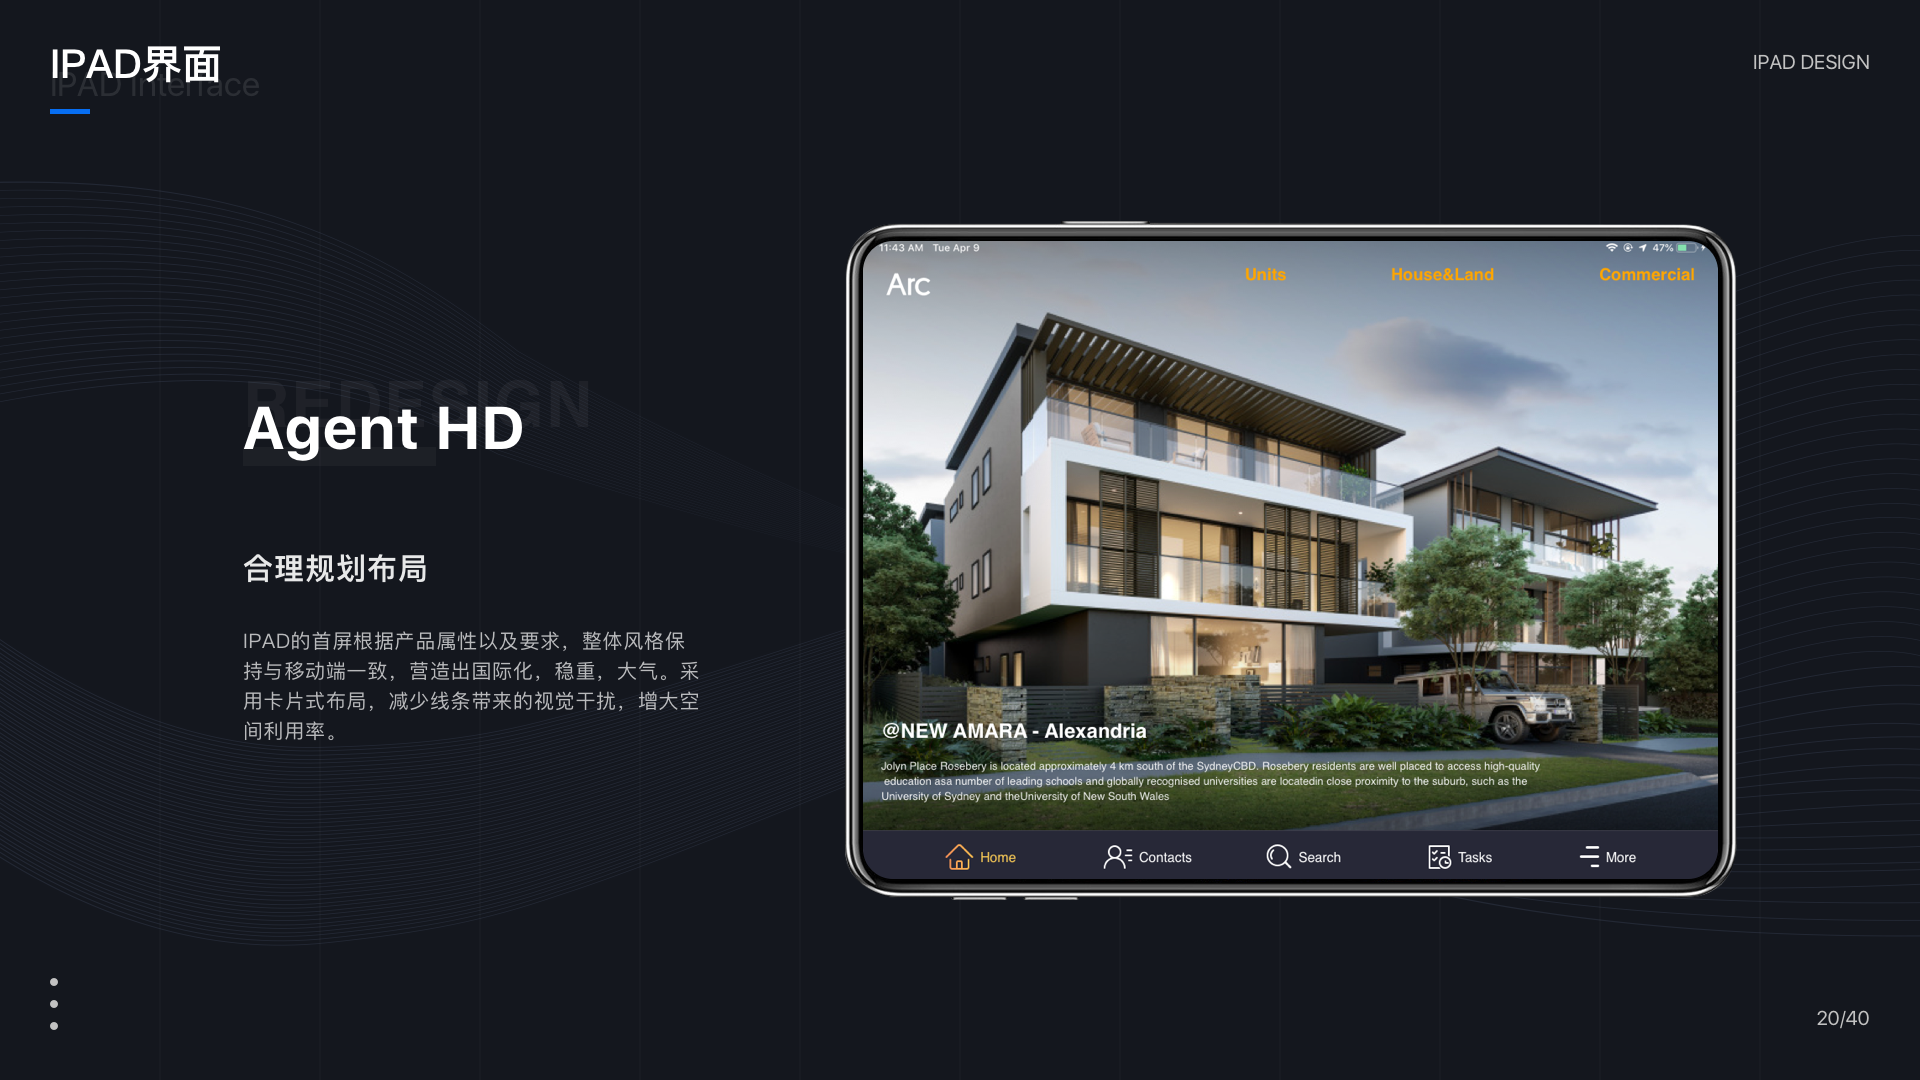 IPAD界面
IPAD Interface
IPAD DESIGN
REDESIGN
Agent HD
合理规划布局
IPAD的首屏根据产品属性以及要求，整体风格保
持与移动端一致，营造出国际化，稳重，大气。采
用卡片式布局，减少线条带来的视觉干扰，增大空
间利用率。
11:43 AM Tue Apr 9
47%
Arc
Units
House&Land
Commercial
@NEW AMARA - Alexandria
Jolyn Place Rosebery is located approximately 4 km south of the SydneyCBD. Rosebery residents are well placed to access high-quality
education asa number of leading schools and globally recognised universities are locatedin close proximity to the suburb, such as the
University of Sydney and theUniversity of New South Wales
Home
Contacts
Search
Tasks
More
20/40